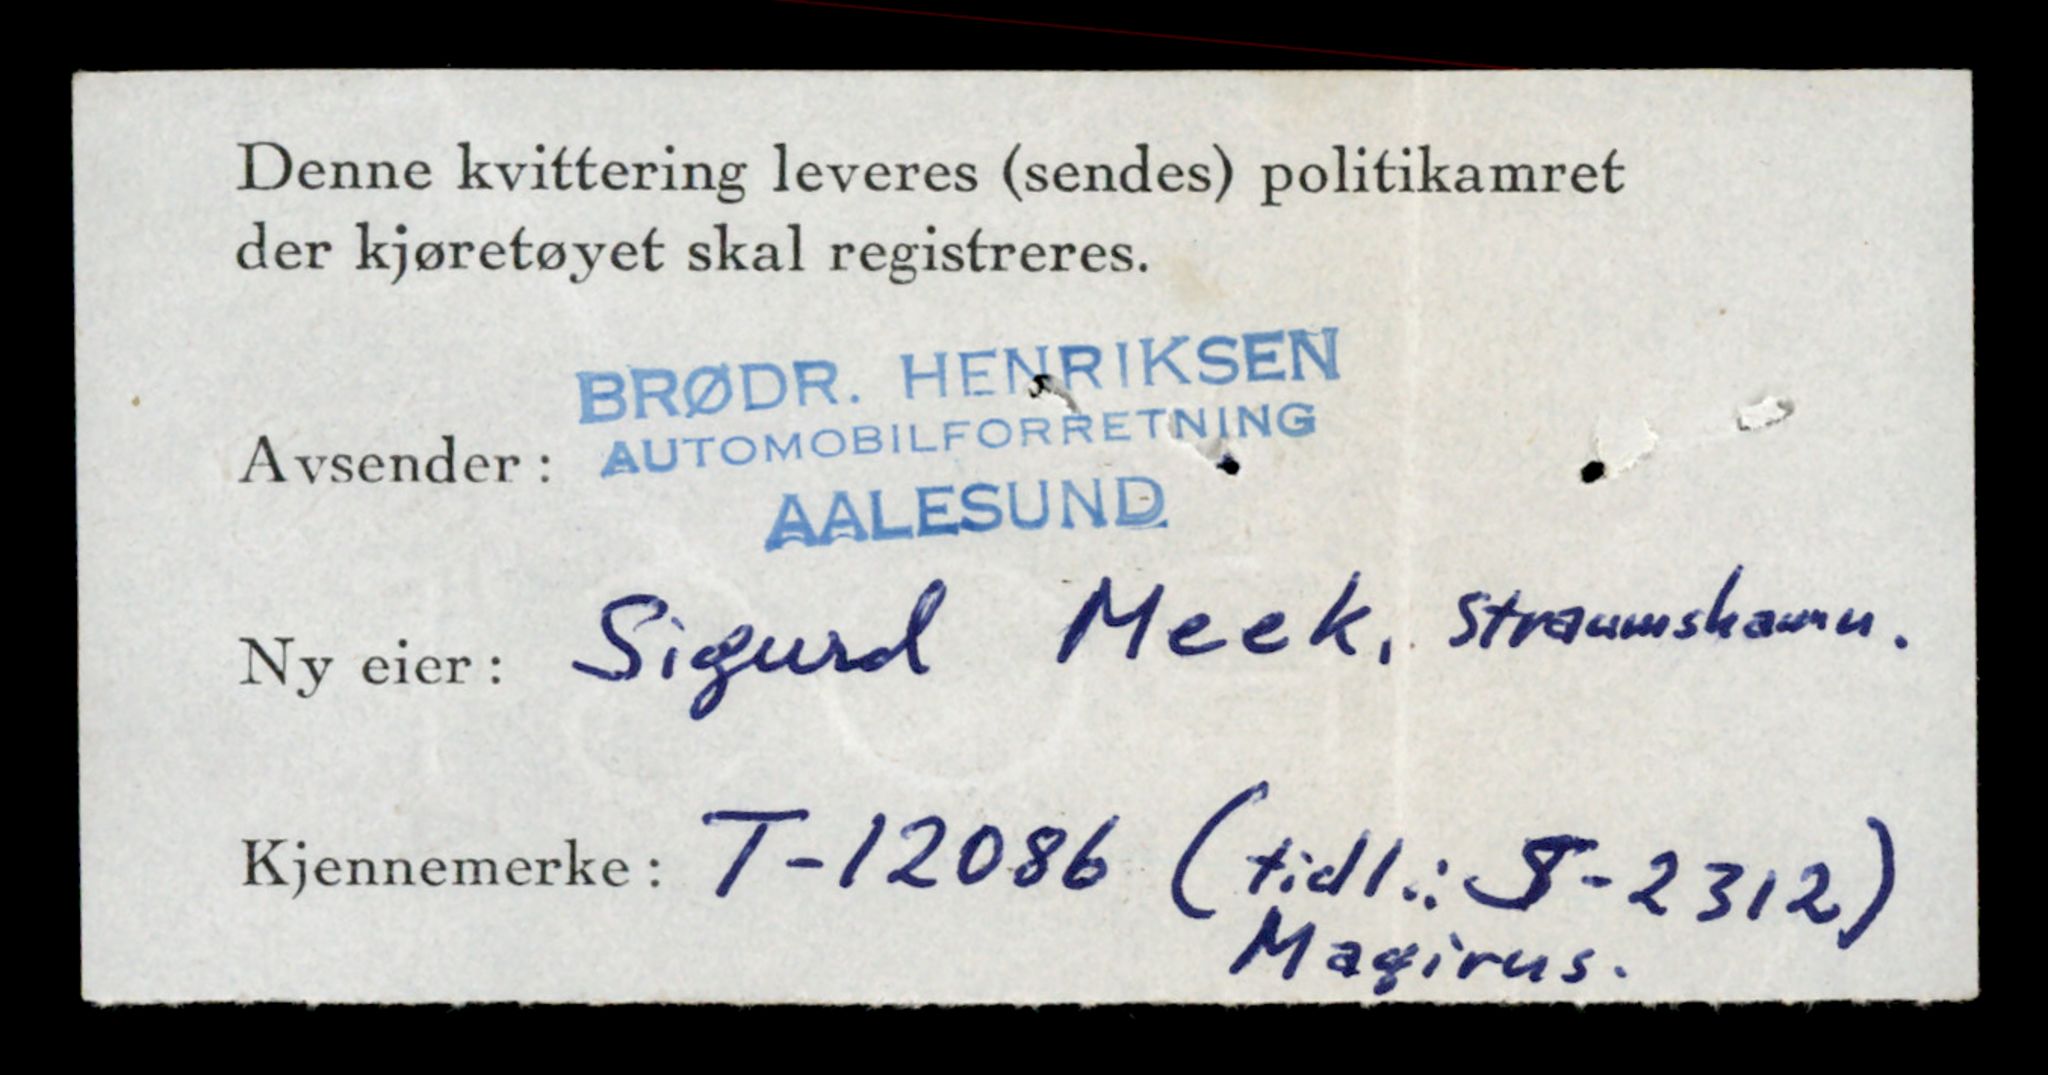 Denne kvittering leveres (sendes) politikamret
der kjøretøyet skal registreres.
BRØDR. HENRIKSEN
AUTOMOBILFORRETNING
AALESUND
Avsender:
Ny eier: Sigurd Meek, Straumshamn.
Kjennemerke: T-12086 (tidl.: S-2312)
Magirus.